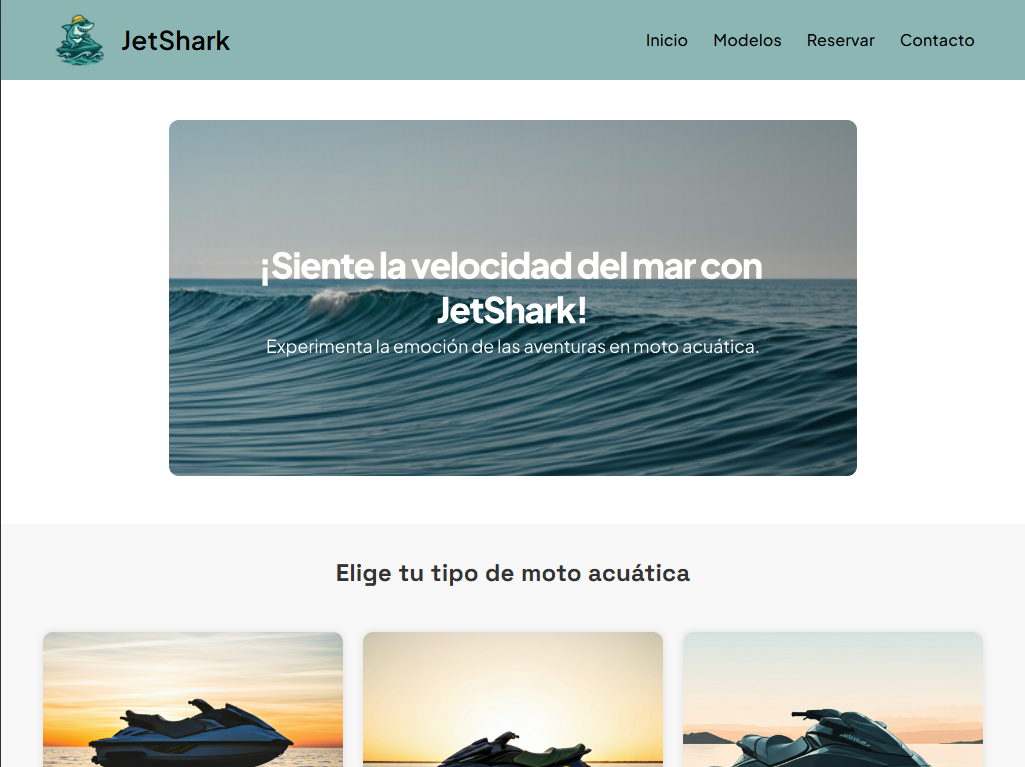 JetShark
Inicio Modelos Reservar Contacto
¡Siente la velocidad del mar con
JetShark!
Experimenta la emoción de las aventuras en moto acuática.
Elige tu tipo de moto acuática